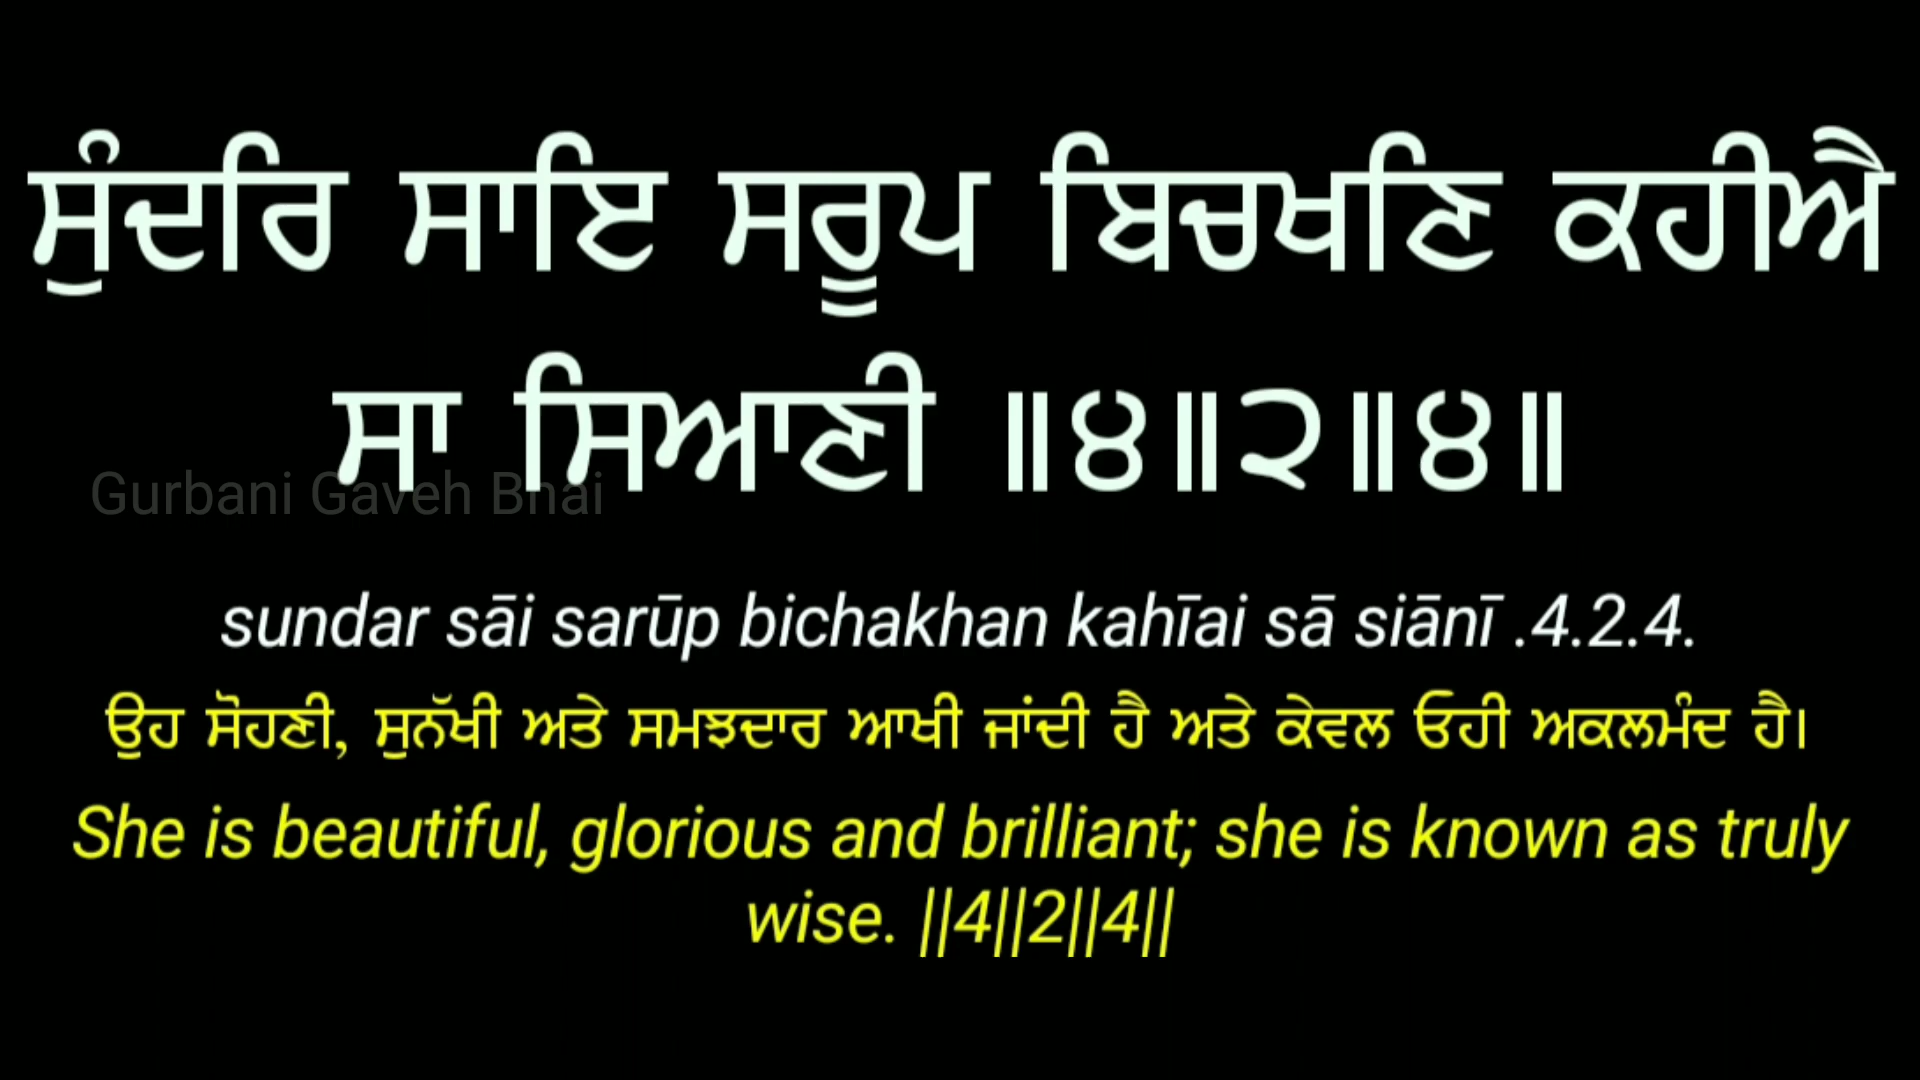 ਸੁੰਦਰਿ ਸਾਇ ਸਰੂਪ ਬਿਚਖਣਿ ਕਹੀਐ
ਸਾ ਸਿਆਣੀ ॥੪॥੨॥੪॥
Gurbani Gaveh Bhai
sundar sāi sarūp bichakhan kahīai sā siānī .4.2.4.
ਉਹ ਸੋਹਣੀ, ਸੁਨੱਖੀ ਅਤੇ ਸਮਝਦਾਰ ਆਖੀ ਜਾਂਦੀ ਹੈ ਅਤੇ ਕੇਵਲ ਓਹੀ ਅਕਲਮੰਦ ਹੈ।
She is beautiful, glorious and brilliant; she is known as truly
wise. ||4||2||4||